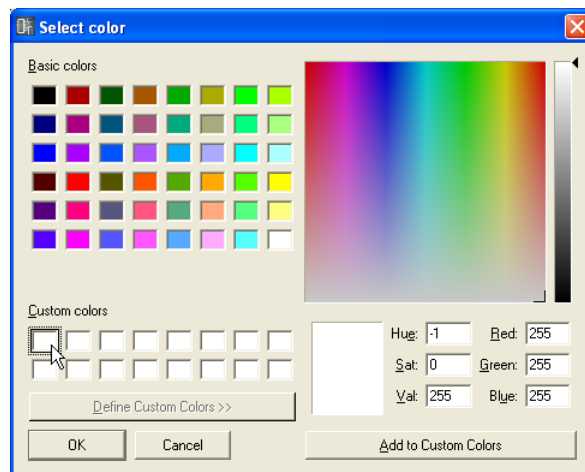 Select color
Basic colors
Custom colors
Define Custom Colors >>
OK
Cancel
Hue: -1
Red: 255
Sat: 0
Green: 255
Val: 255
Blue: 255
Add to Custom Colors